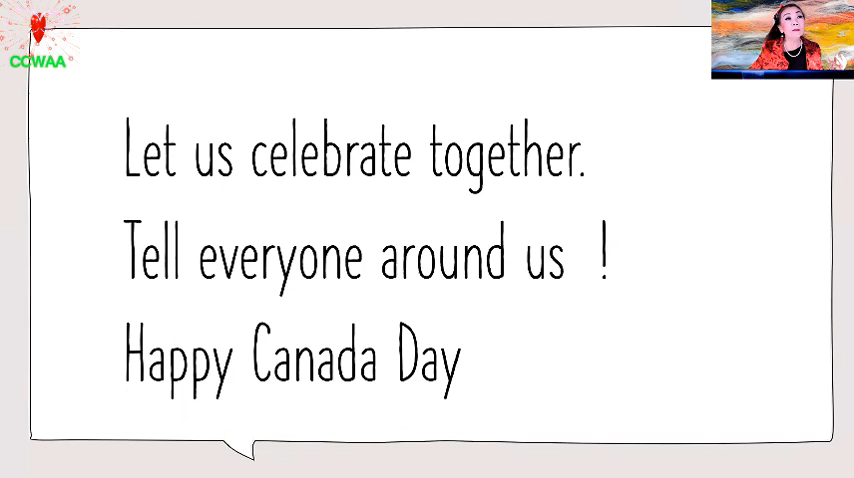 CCWAA
Let us celebrate together.
Tell everyone around us !
Happy Canada Day